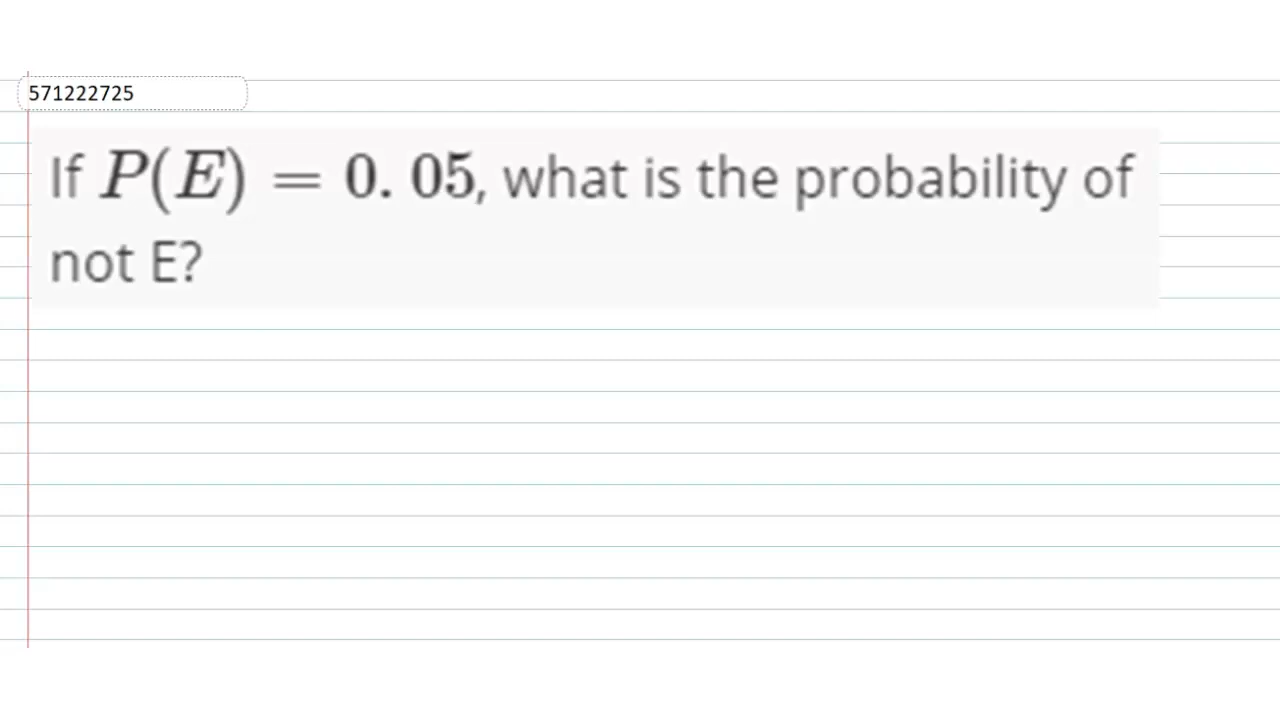 571222725
If P(E) = 0. 05, what is the probability of
not E?